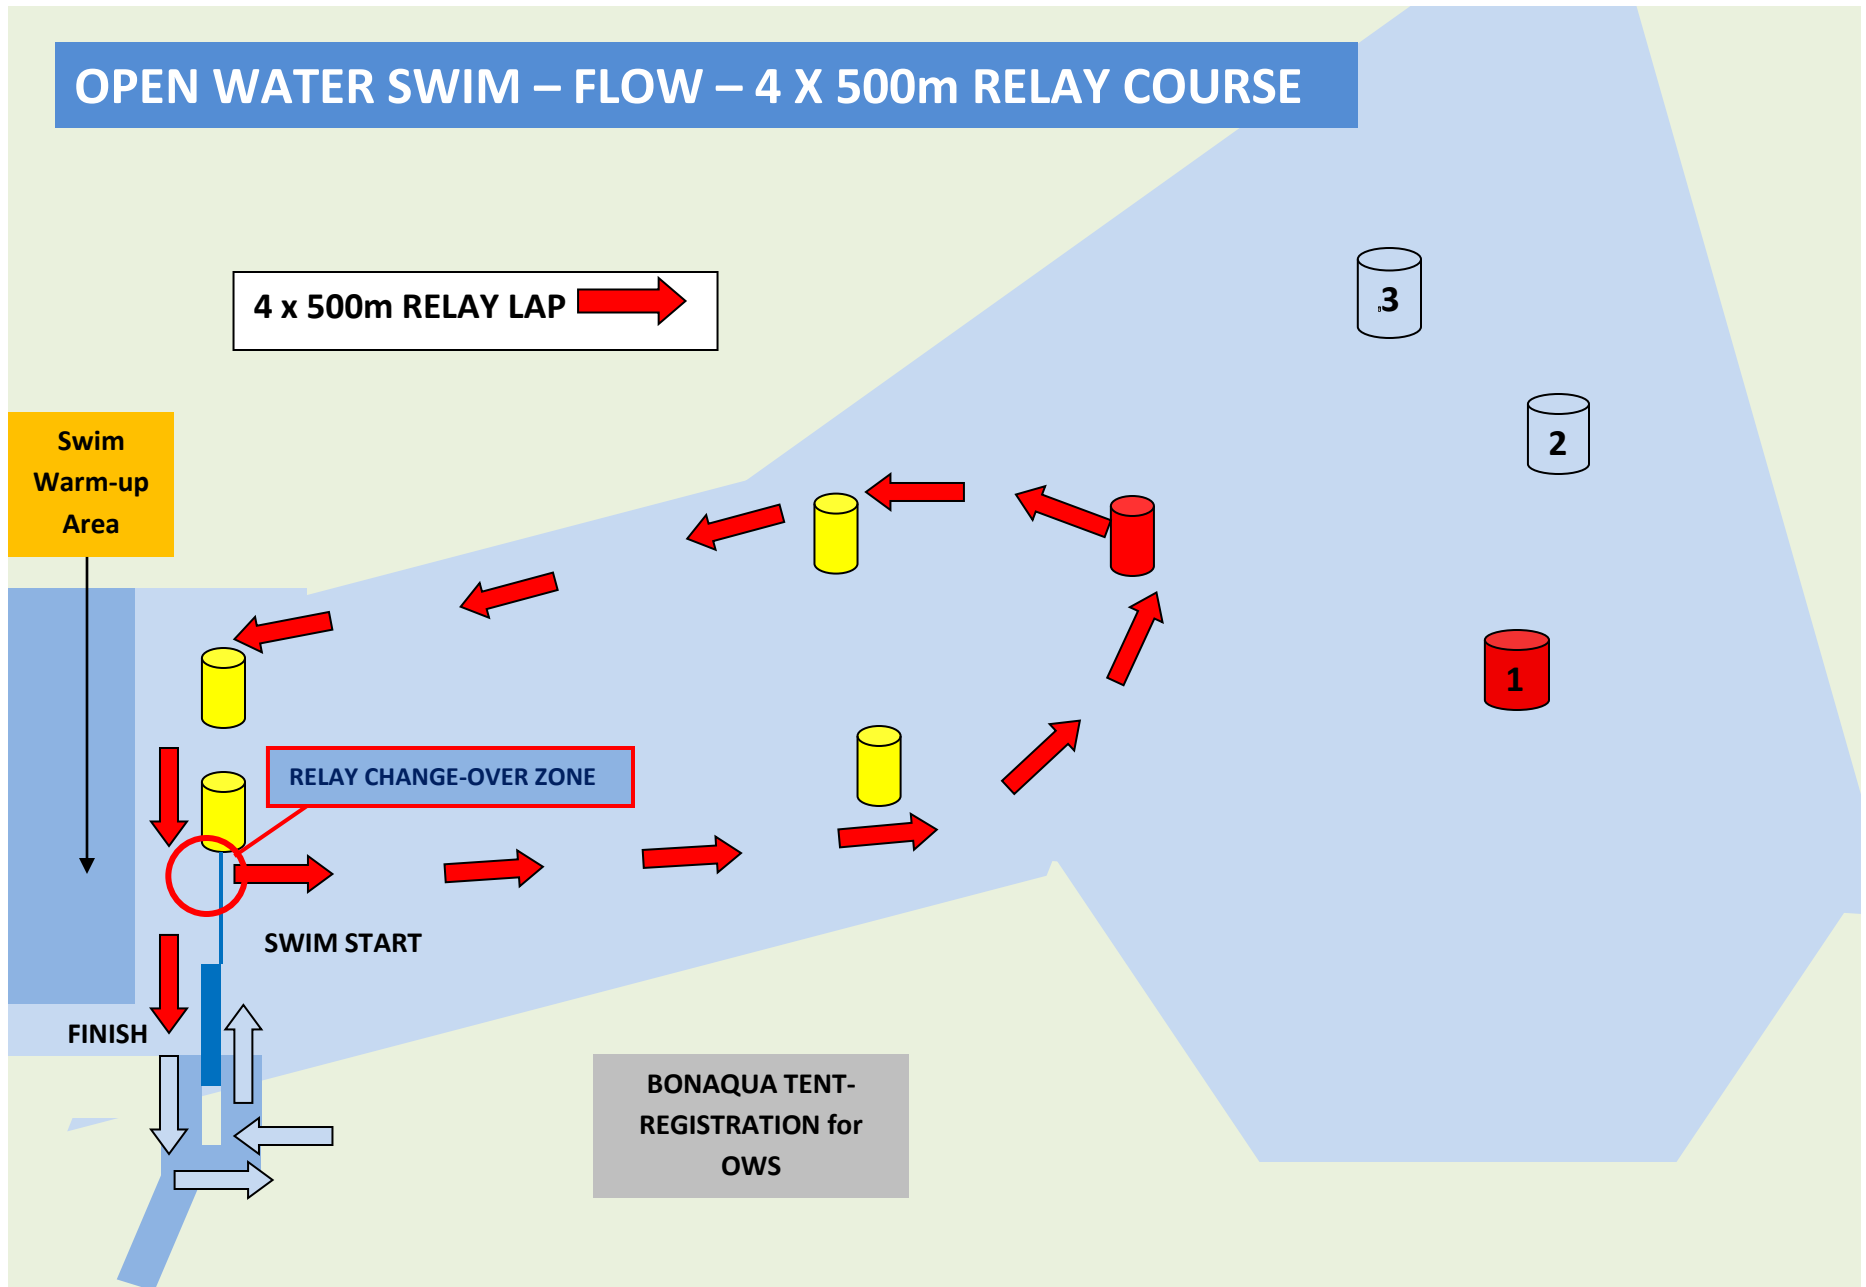 OPEN WATER SWIM – FLOW – 4 X 500m RELAY COURSE
4 x 500m RELAY LAP
3
Swim
Warm-up
Area
2
1
RELAY CHANGE-OVER ZONE
SWIM START
FINISH
BONAQUA TENT-
REGISTRATION for
OWS